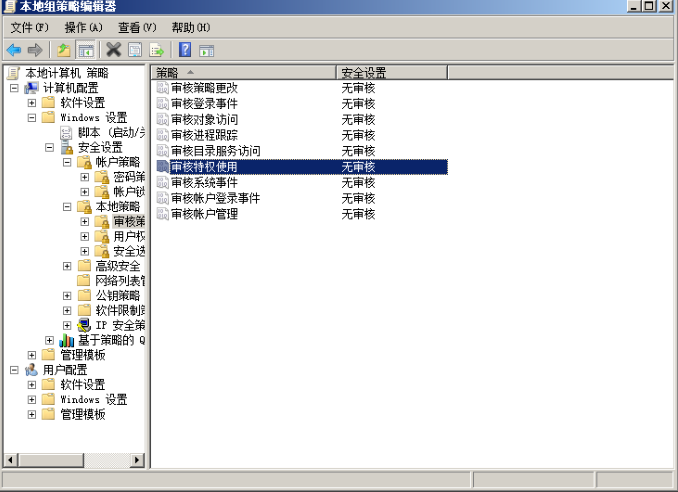 本地组策略编辑器
文件(F) 操作(A) 查看(V) 帮助(H)
本地计算机 策略
计算机配置
软件设置
Windows 设置
脚本 (启动/
安全设置
帐户策略
密码策
帐户锁
本地策略
审核策
用户权
安全选
高级安全
网络列表
公钥策略
软件限制
IP 安全策
基于策略的 Q
管理模板
用户配置
软件设置
Windows 设置
管理模板
策略 安全设置
审核策略更改 无审核
审核登录事件 无审核
审核对象访问 无审核
审核进程跟踪 无审核
审核目录服务访问 无审核
审核特权使用 无审核
审核系统事件 无审核
审核帐户登录事件 无审核
审核帐户管理 无审核